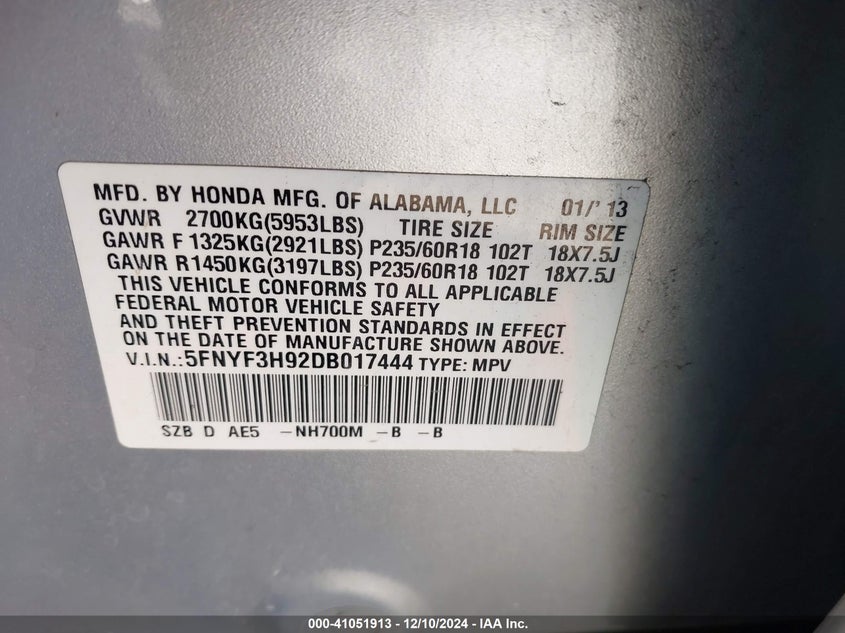 MFD. BY HONDA MFG. OF ALABAMA, LLC 01/'13
GVWR 2700KG(5953LBS) TIRE SIZE RIM SIZE
GAWR F 1325KG(2921LBS) P235/60R18 102T 18X7.5J
GAWR R1450KG(3197LBS) P235/60R18 102T 18X7.5J
THIS VEHICLE CONFORMS TO ALL APPLICABLE
FEDERAL MOTOR VEHICLE SAFETY
AND THEFT PREVENTION STANDARDS IN EFFECT
ON THE DATE OF MANUFACTURE SHOWN ABOVE.
V.I.N.:5FNYF3H92DB017444 TYPE: MPV
SZB D AE5 -NH700M -B -B
000-41051913 - 12/10/2024 - IAA Inc.